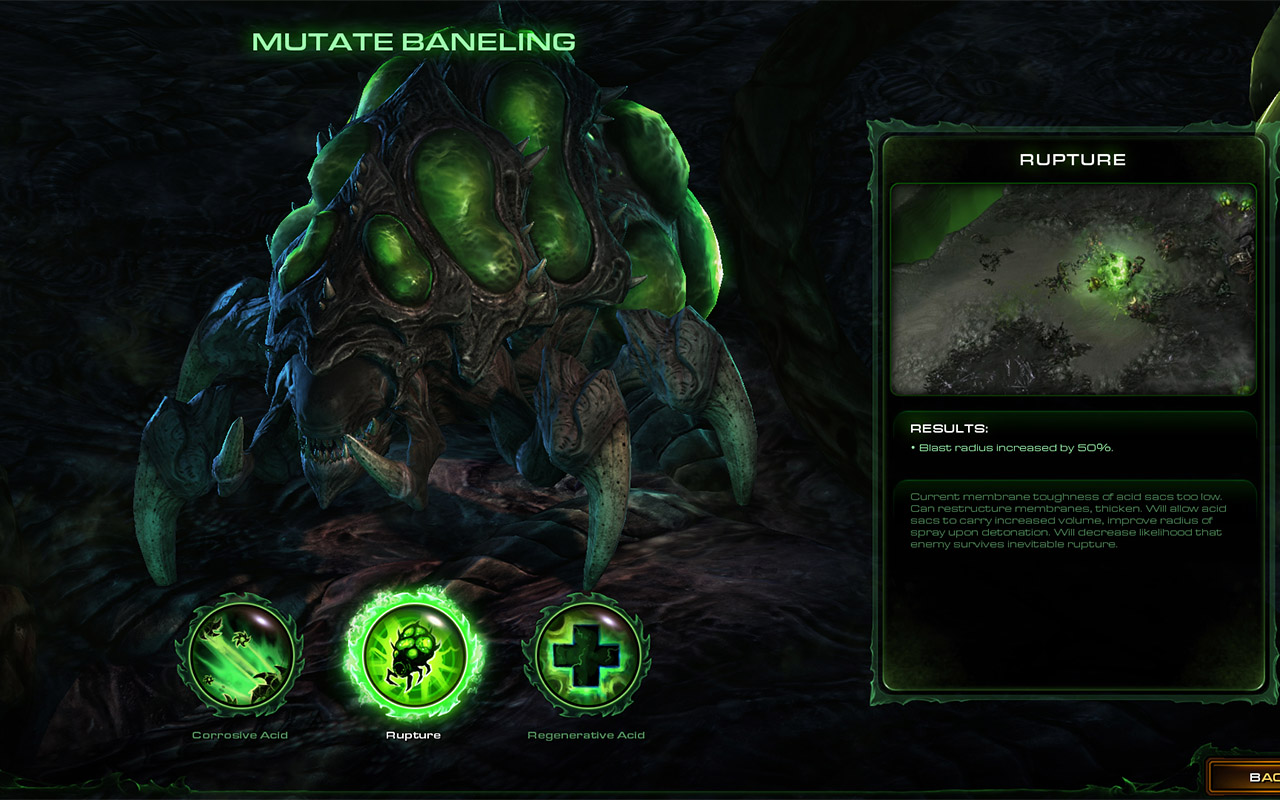 MUTATE BANELING
RUPTURE
RESULTS:
• Blast radius increased by 50%.
Current membrane toughness of acid sacs too low.
Can restructure membranes, thicken. Will allow acid
sacs to carry increased volume, improve radius of
spray upon detonation. Will decrease likelihood that
enemy survives inevitable rupture.
Corrosive Acid
Rupture
Regenerative Acid